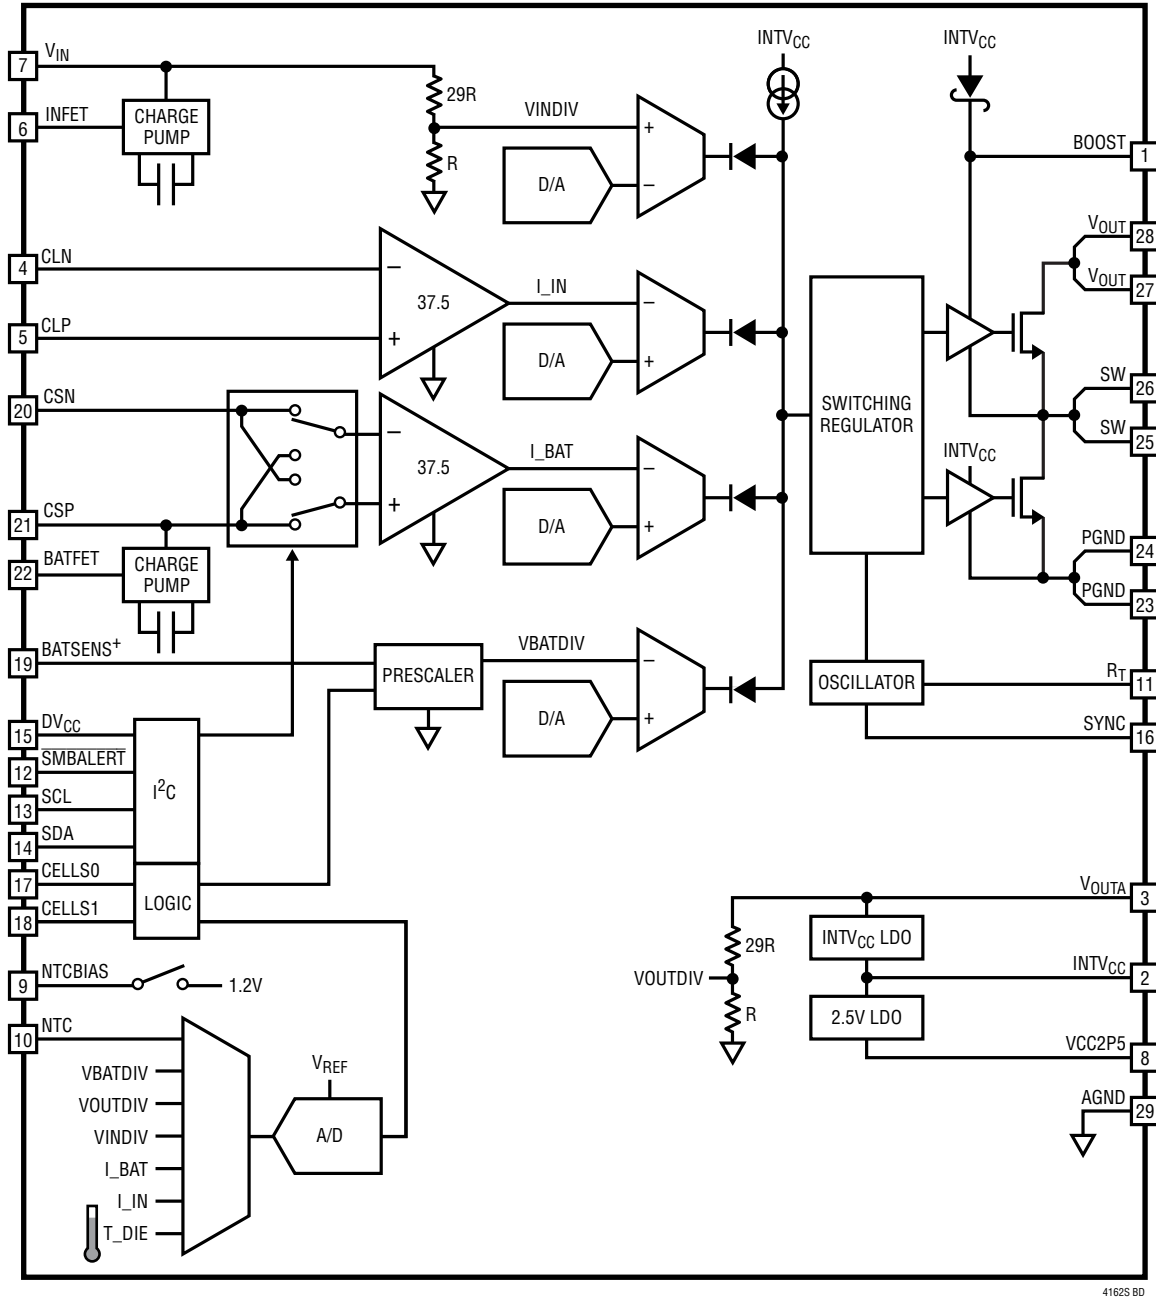 INTVCC
INTVCC
7
VIN
6
INFET
CHARGE
PUMP
29R
R
VINDIV
+
−
D/A
BOOST
1
VOUT
28
VOUT
27
4
CLN
−
37.5
+
I_IN
−
D/A
+
5
CLP
20
CSN
−
37.5
+
I_BAT
−
D/A
+
SWITCHING
REGULATOR
SW
26
SW
25
INTVCC
21
CSP
22
BATFET
CHARGE
PUMP
PGND
24
PGND
23
19
BATSENS+
PRESCALER
VBATDIV
−
D/A
+
OSCILLATOR
RT
11
SYNC
16
15
DVCC
12
SMBALERT
13
SCL
14
SDA
I2C
17
CELLS0
18
CELLS1
LOGIC
9
NTCBIAS
1.2V
10
NTC
VBATDIV
VOUTDIV
VINDIV
I_BAT
I_IN
T_DIE
VREF
A/D
VOUTA
3
29R
VOUTDIV
R
INTVCC LDO
INTVCC
2
2.5V LDO
VCC2P5
8
AGND
29
4162S BD